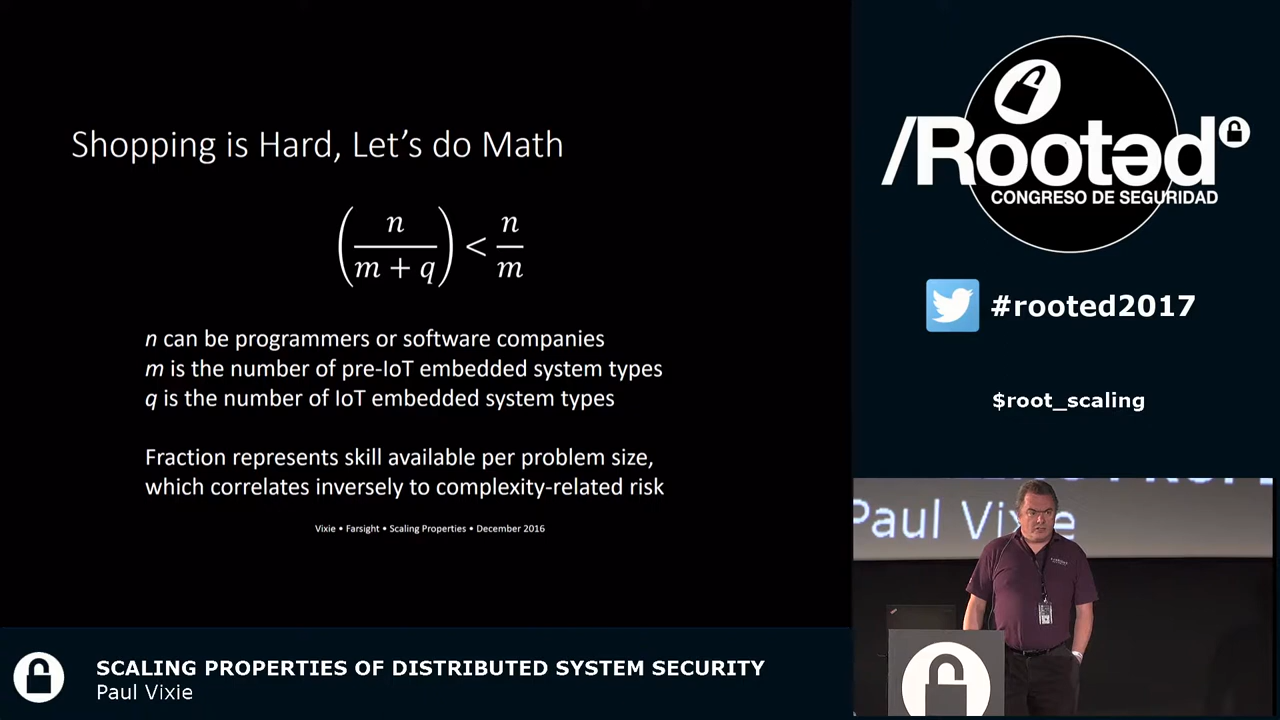 Shopping is Hard, Let's do Math
(n / m + q) < n / m
n can be programmers or software companies
m is the number of pre-IoT embedded system types
q is the number of IoT embedded system types
Fraction represents skill available per problem size,
which correlates inversely to complexity-related risk
Vixie • Farsight • Scaling Properties • December 2016
/Rootəd
CONGRESO DE SEGURIDAD
#rooted2017
$root_scaling
Paul Vixie
SCALING PROPERTIES OF DISTRIBUTED SYSTEM SECURITY
Paul Vixie